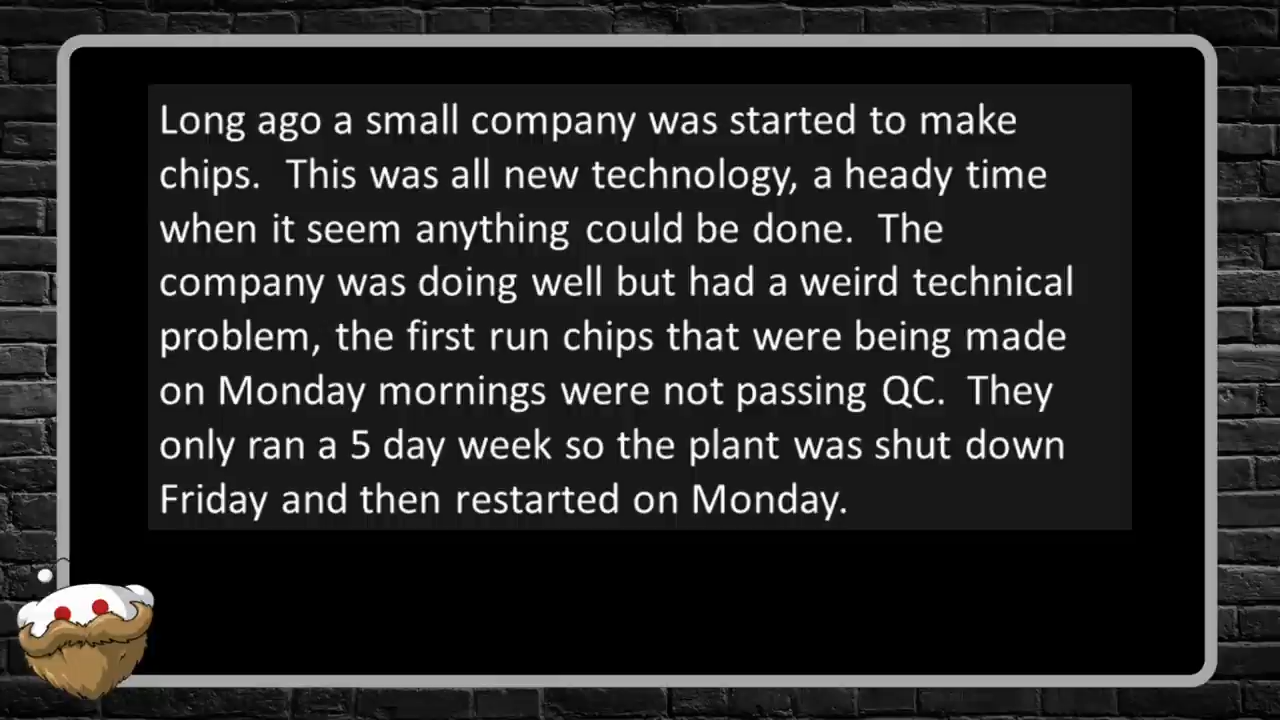 Long ago a small company was started to make
chips.  This was all new technology, a heady time
when it seem anything could be done.  The
company was doing well but had a weird technical
problem, the first run chips that were being made
on Monday mornings were not passing QC.  They
only ran a 5 day week so the plant was shut down
Friday and then restarted on Monday.